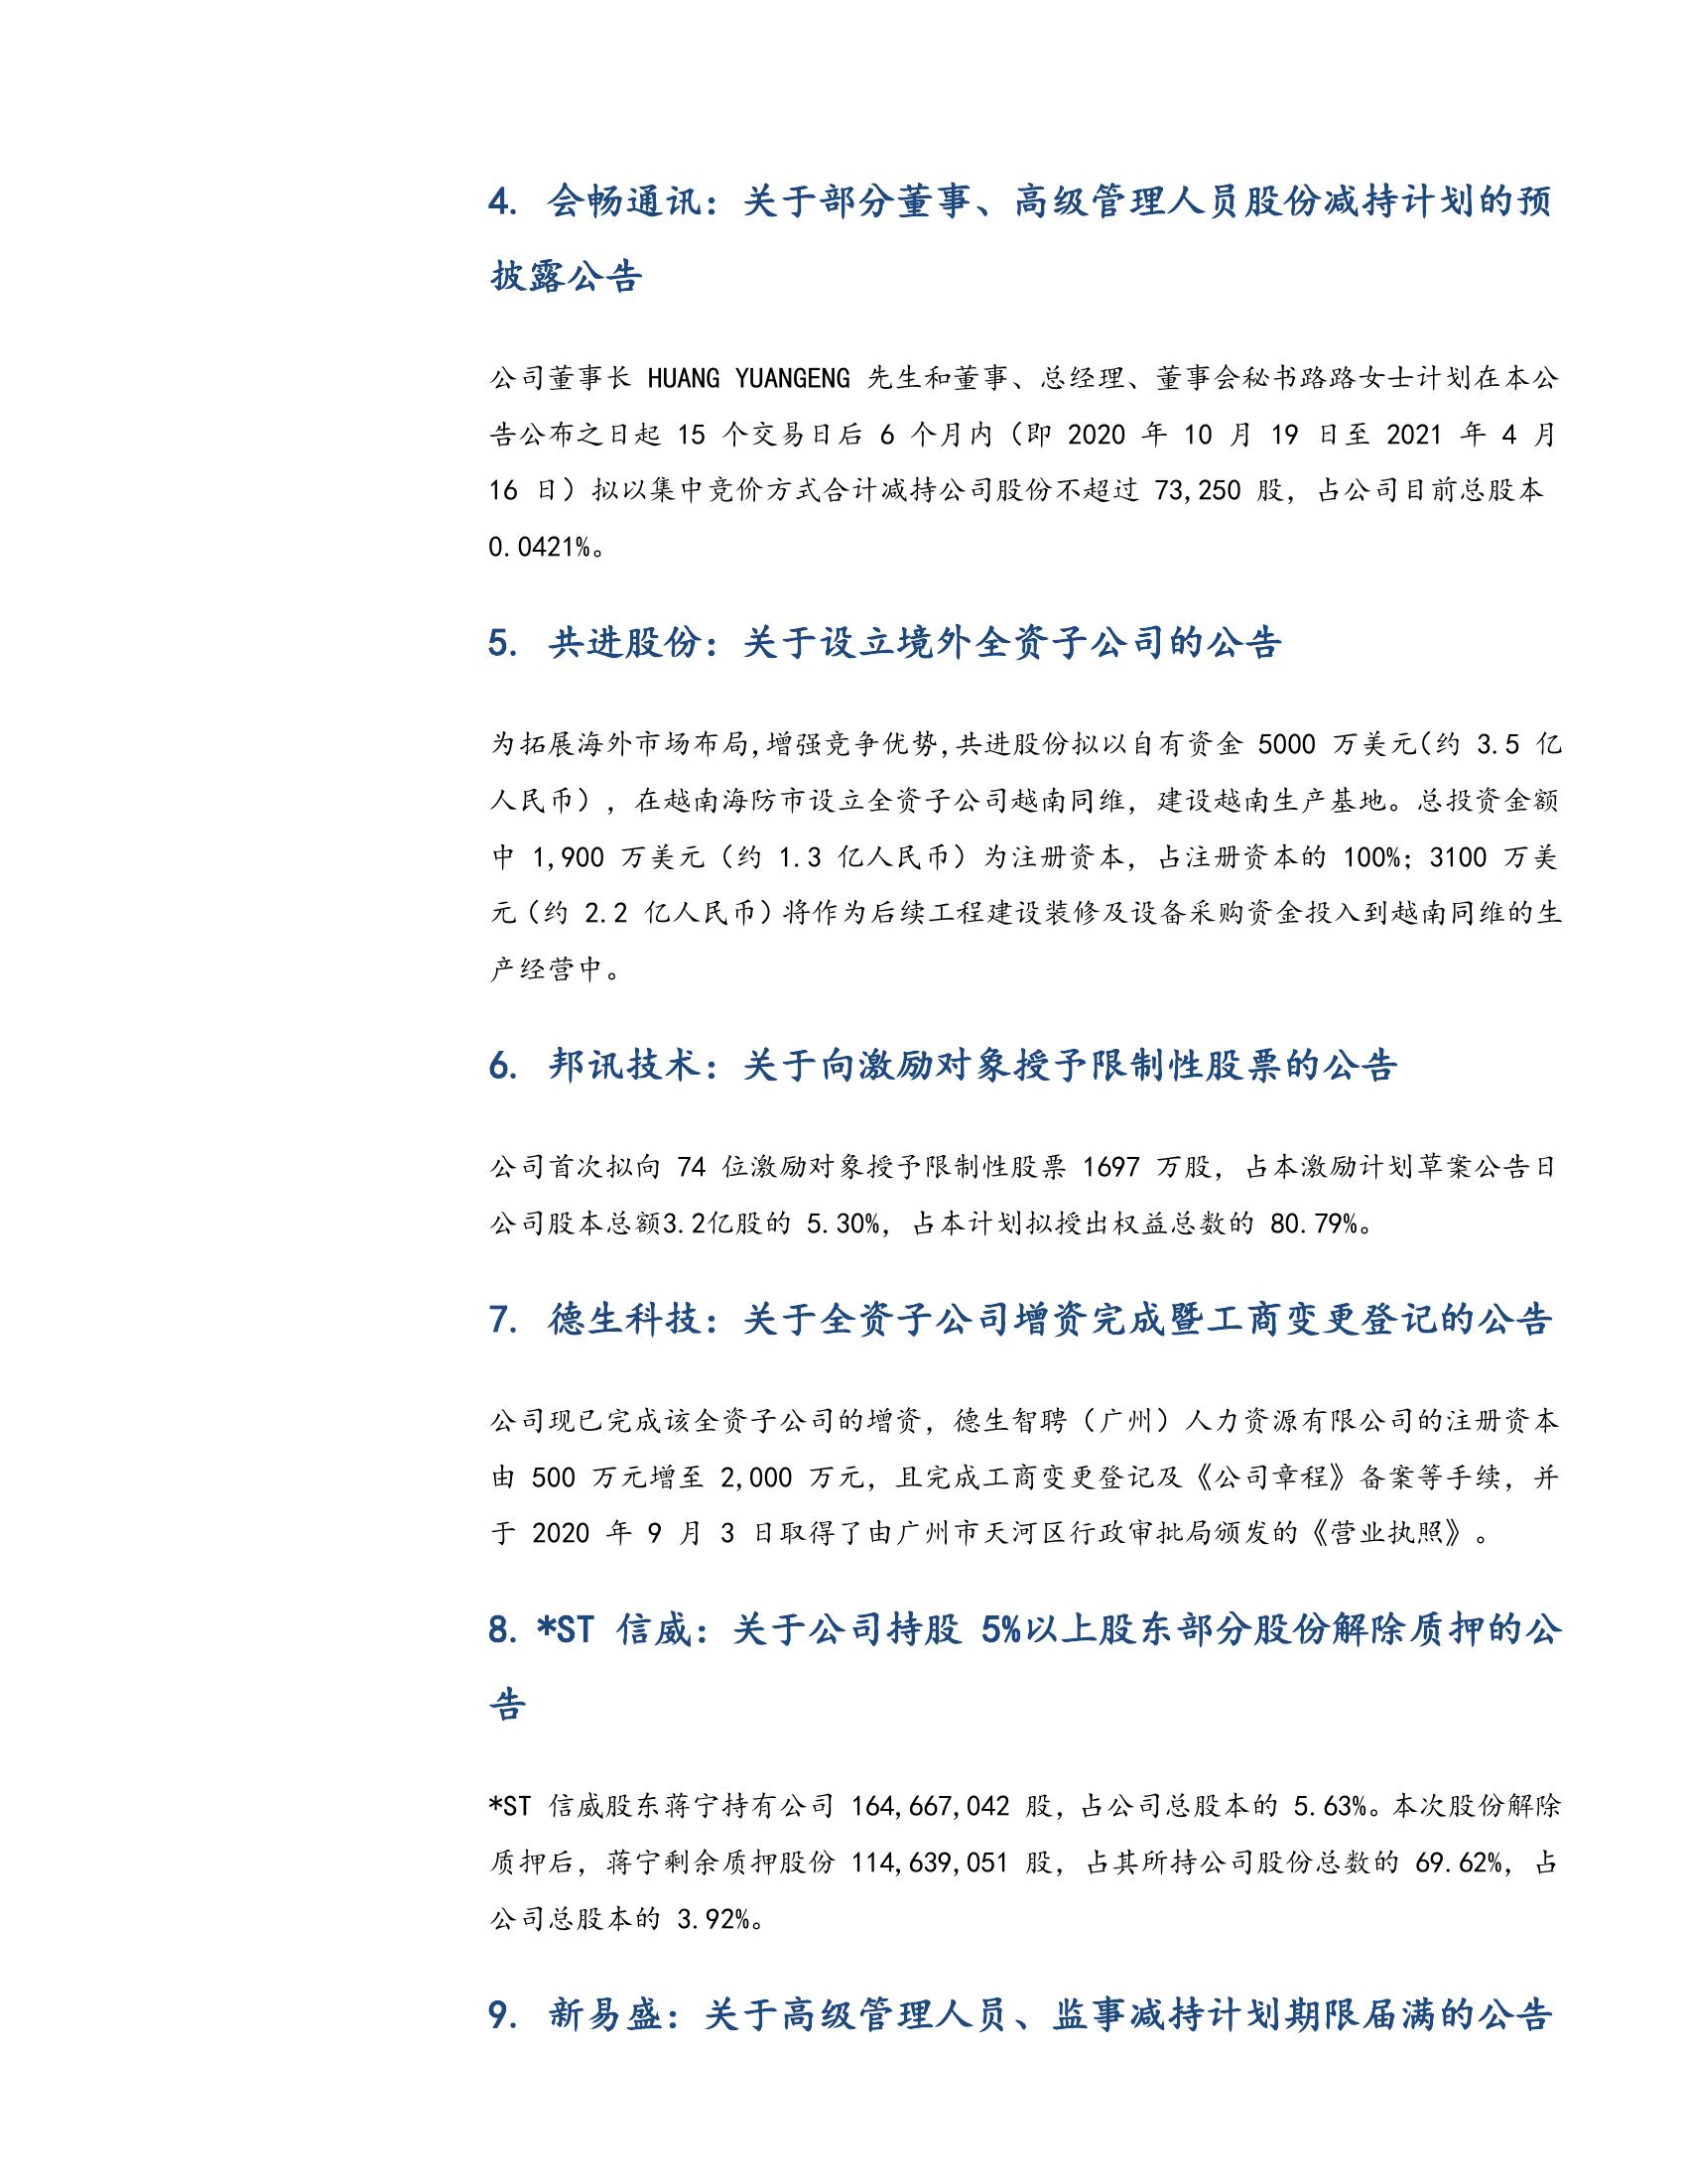 4. 会畅通讯：关于部分董事、高级管理人员股份减持计划的预
披露公告
公司董事长 HUANG YUANGENG 先生和董事、总经理、董事会秘书路路女士计划在本公
告公布之日起 15 个交易日后 6 个月内（即 2020 年 10 月 19 日至 2021 年 4 月
16 日）拟以集中竞价方式合计减持公司股份不超过 73,250 股，占公司目前总股本
0.0421%。
5. 共进股份：关于设立境外全资子公司的公告
为拓展海外市场布局,增强竞争优势,共进股份拟以自有资金 5000 万美元（约 3.5 亿
人民币），在越南海防市设立全资子公司越南同维，建设越南生产基地。总投资金额
中 1,900 万美元（约 1.3 亿人民币）为注册资本，占注册资本的 100%；3100 万美
元（约 2.2 亿人民币）将作为后续工程建设装修及设备采购资金投入到越南同维的生
产经营中。
6. 邦讯技术：关于向激励对象授予限制性股票的公告
公司首次拟向 74 位激励对象授予限制性股票 1697 万股，占本激励计划草案公告日
公司股本总额3.2亿股的 5.30%，占本计划拟授出权益总数的 80.79%。
7. 德生科技：关于全资子公司增资完成暨工商变更登记的公告
公司现已完成该全资子公司的增资，德生智聘（广州）人力资源有限公司的注册资本
由 500 万元增至 2,000 万元，且完成工商变更登记及《公司章程》备案等手续，并
于 2020 年 9 月 3 日取得了由广州市天河区行政审批局颁发的《营业执照》。
8. *ST 信威：关于公司持股 5%以上股东部分股份解除质押的公
告
*ST 信威股东蒋宁持有公司 164,667,042 股，占公司总股本的 5.63%。本次股份解除
质押后，蒋宁剩余质押股份 114,639,051 股，占其所持公司股份总数的 69.62%，占
公司总股本的 3.92%。
9. 新易盛：关于高级管理人员、监事减持计划期限届满的公告